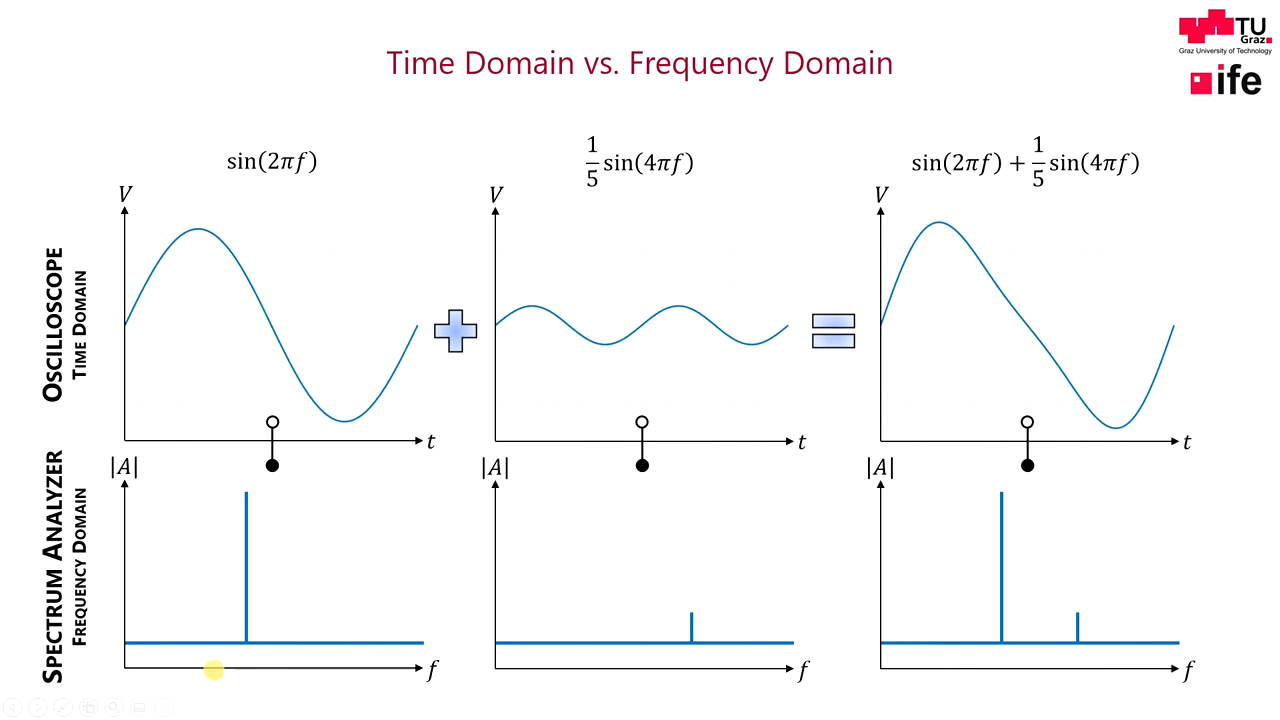 TU
Graz
Graz University of Technology
ife
Time Domain vs. Frequency Domain
sin(2πf)
1/5 sin(4πf)
sin(2πf) + 1/5 sin(4πf)
V
V
V
OSCILLOSCOPE
TIME DOMAIN
t
t
t
|A|
|A|
|A|
SPECTRUM ANALYZER
FREQUENCY DOMAIN
f
f
f